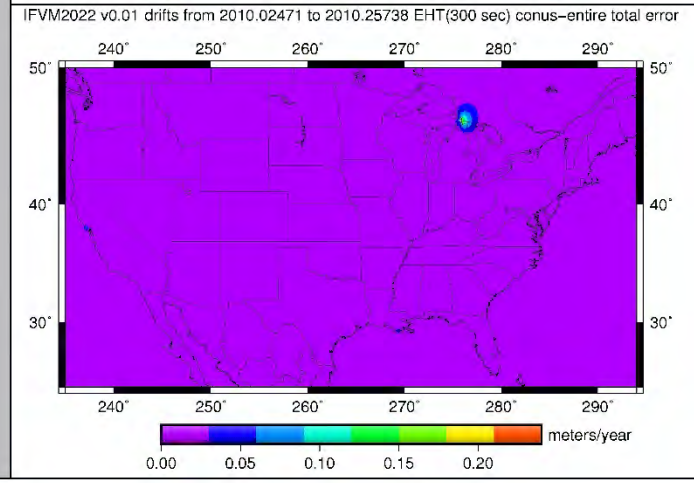 IFVM2022 v0.01 drifts from 2010.02471 to 2010.25738 EHT(300 sec) conus−entire total error
240˚ 250˚ 260˚ 270˚ 280˚ 290˚
50˚ 50˚
40˚ 40˚
30˚ 30˚
240˚ 250˚ 260˚ 270˚ 280˚ 290˚
meters/year
0.00 0.05 0.10 0.15 0.20